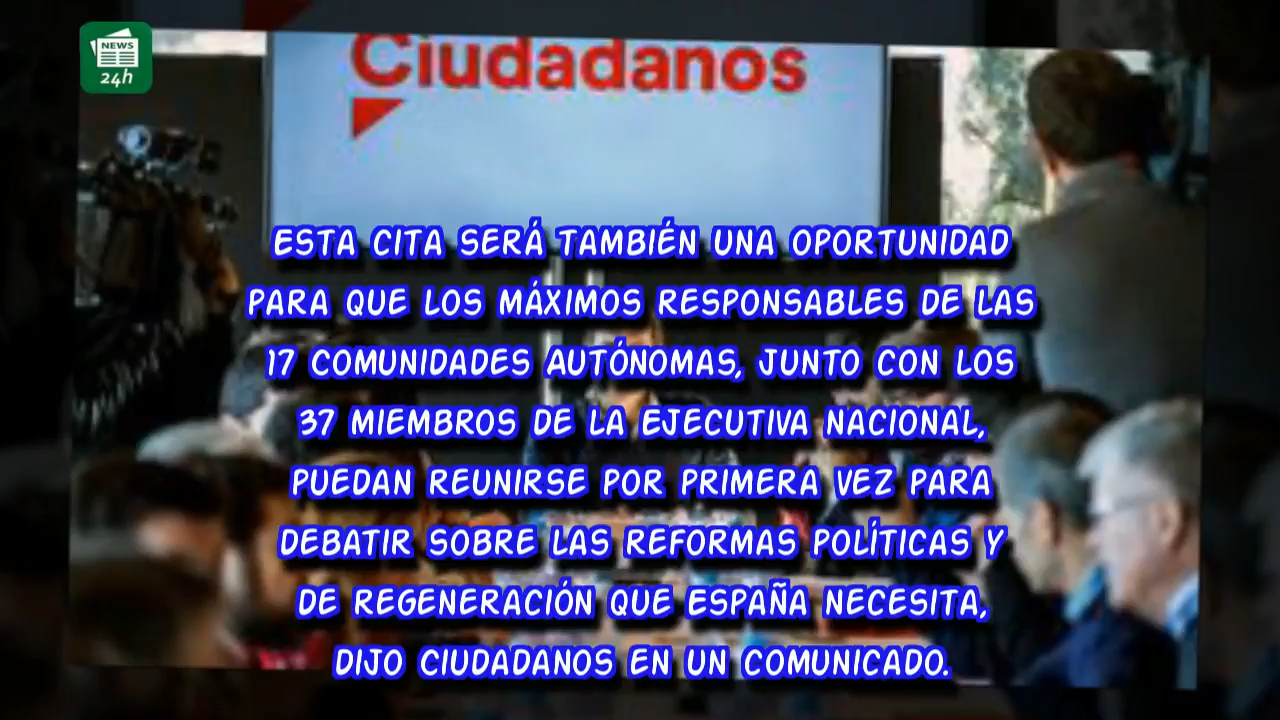 NEWS
24h
Ciudadanos
ESTA CITA SERÁ TAMBIÉN UNA OPORTUNIDAD
PARA QUE LOS MÁXIMOS RESPONSABLES DE LAS
17 COMUNIDADES AUTÓNOMAS, JUNTO CON LOS
37 MIEMBROS DE LA EJECUTIVA NACIONAL,
PUEDAN REUNIRSE POR PRIMERA VEZ PARA
DEBATIR SOBRE LAS REFORMAS POLÍTICAS Y
DE REGENERACIÓN QUE ESPAÑA NECESITA,
DIJO CIUDADANOS EN UN COMUNICADO.